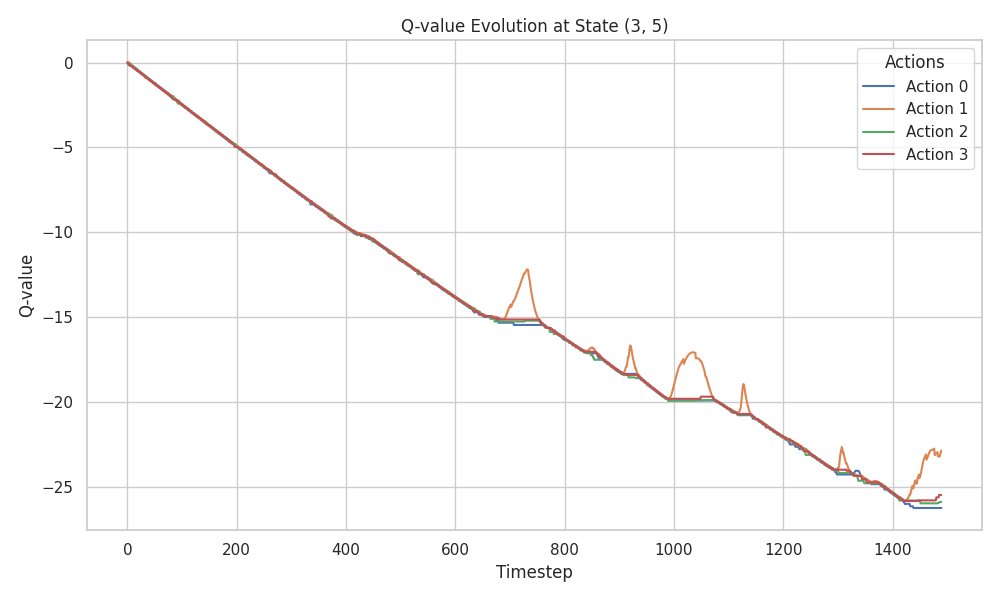 Q-value Evolution at State (3, 5)
Actions
Action 0
Action 1
Action 2
Action 3
Q-value
0
−5
−10
−15
−20
−25
0 200 400 600 800 1000 1200 1400
Timestep